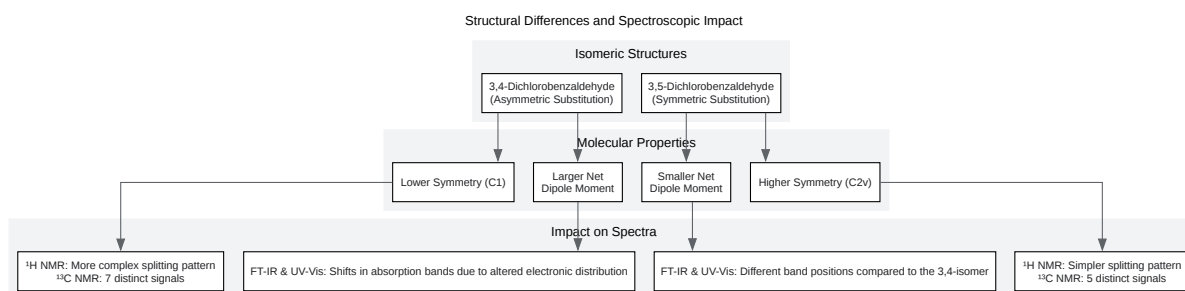 Structural Differences and Spectroscopic Impact
Isomeric Structures
3,4-Dichlorobenzaldehyde
(Asymmetric Substitution)
3,5-Dichlorobenzaldehyde
(Symmetric Substitution)
Molecular Properties
Lower Symmetry (C1)
Larger Net
Dipole Moment
Smaller Net
Dipole Moment
Higher Symmetry (C2v)
Impact on Spectra
¹H NMR: More complex splitting pattern
¹³C NMR: 7 distinct signals
FT-IR & UV-Vis: Shifts in absorption bands due to altered electronic distribution
FT-IR & UV-Vis: Different band positions compared to the 3,4-isomer
¹H NMR: Simpler splitting pattern
¹³C NMR: 5 distinct signals